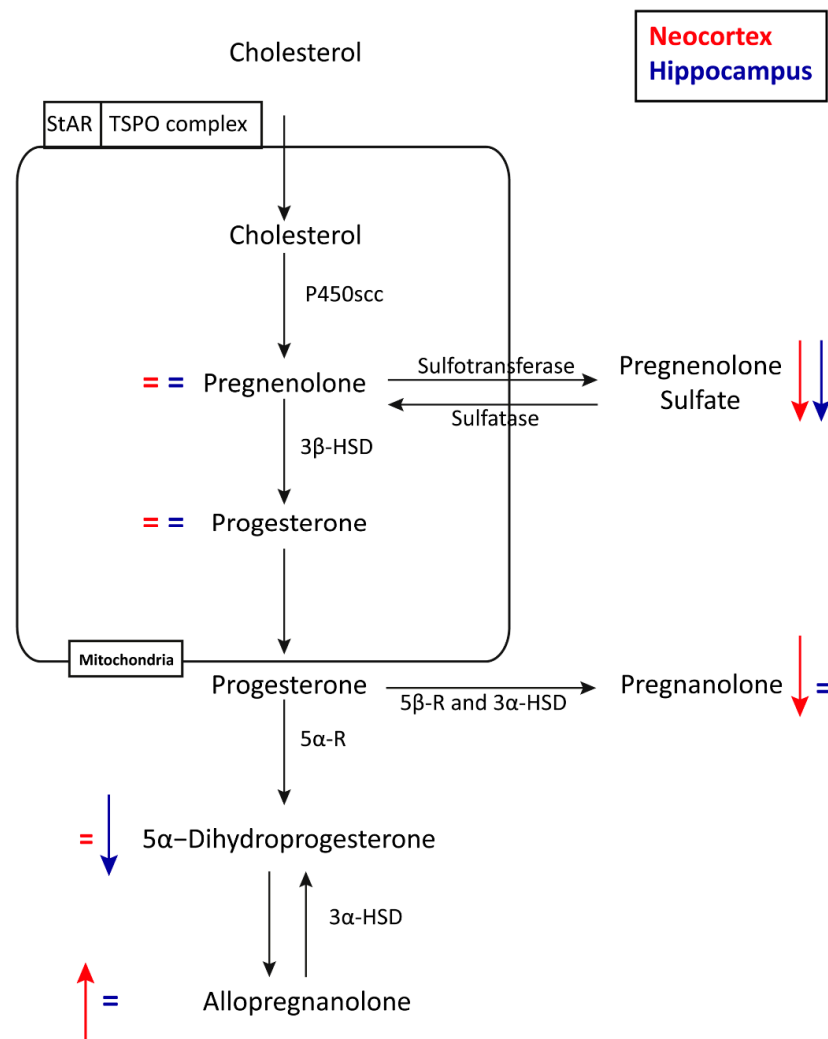 Neocortex
Hippocampus
Cholesterol
StAR TSPO complex
Cholesterol
P450scc
= = Pregnenolone
Sulfotransferase
Sulfatase
Pregnenolone
Sulfate
3β-HSD
= = Progesterone
Mitochondria
Progesterone
5β-R and 3α-HSD
Pregnanolone =
5α-R
= 5α−Dihydroprogesterone
3α-HSD
= Allopregnanolone